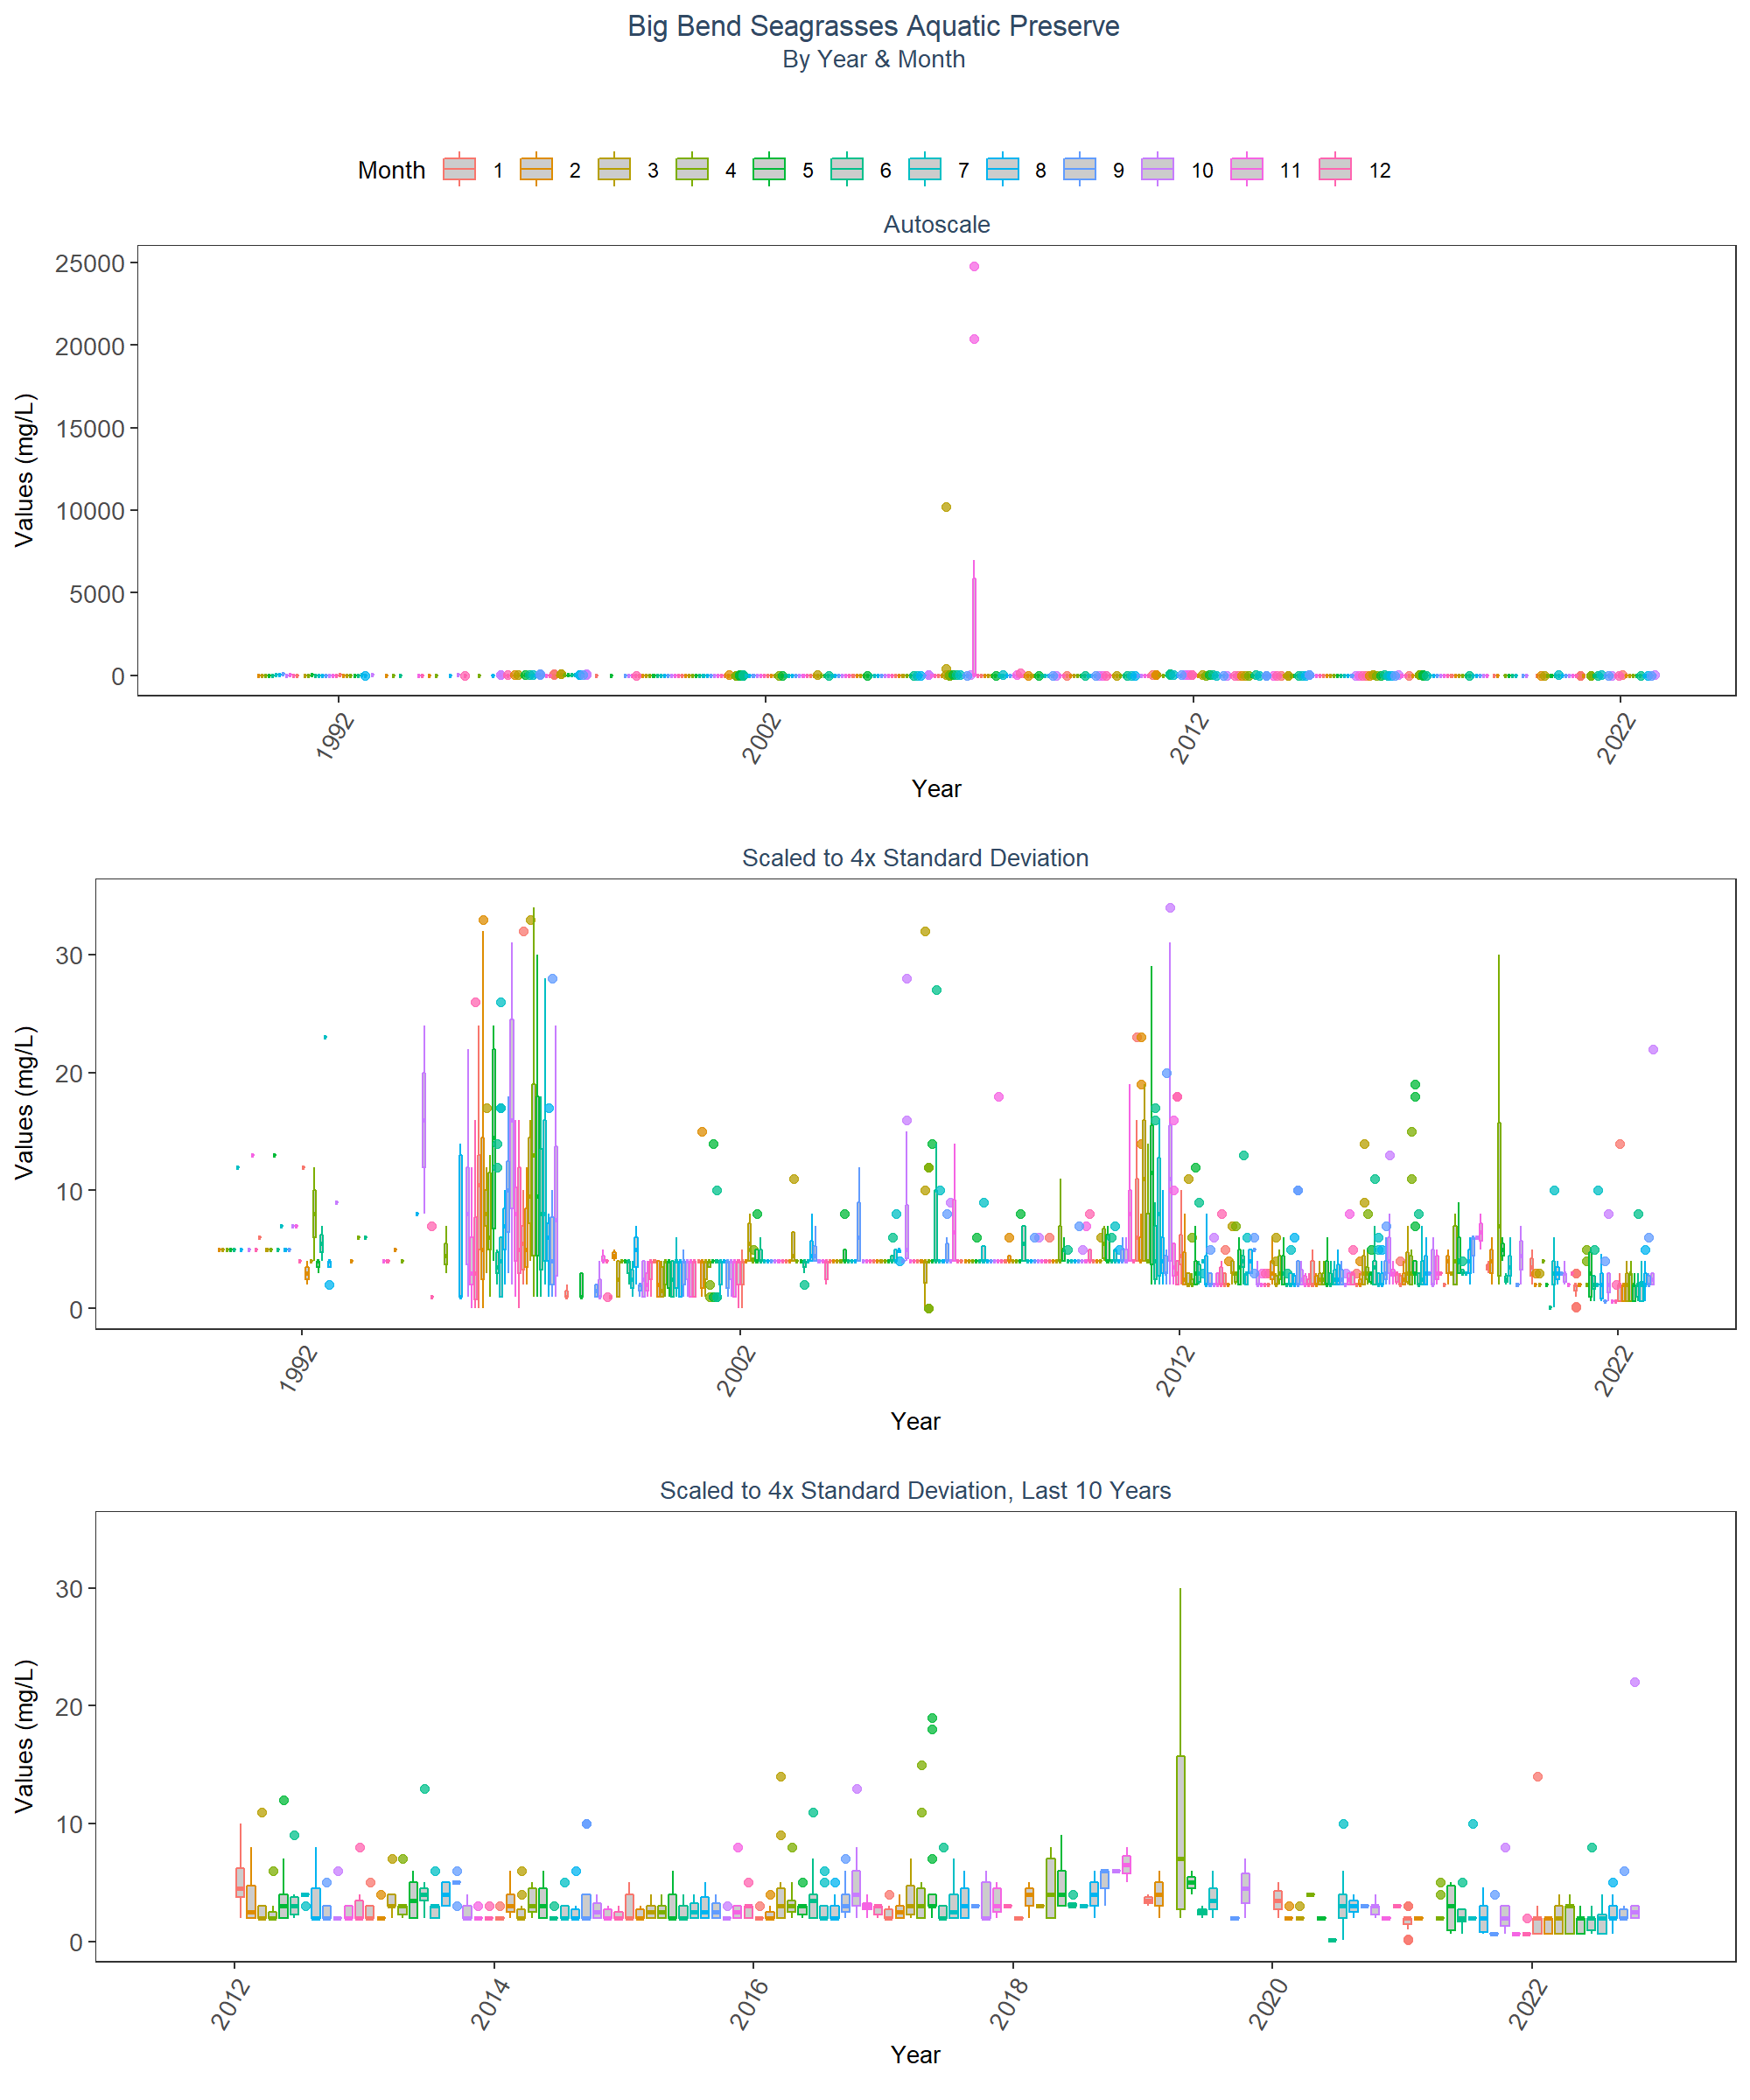 Big Bend Seagrasses Aquatic Preserve
By Year & Month
Month 1 2 3 4 5 6 7 8 9 10 11 12
Autoscale
Values (mg/L)
25000
20000
15000
10000
5000
0
1992 2002 2012 2022
Year
Scaled to 4x Standard Deviation
Values (mg/L)
30
20
10
0
1992 2002 2012 2022
Year
Scaled to 4x Standard Deviation, Last 10 Years
Values (mg/L)
30
20
10
0
2012 2014 2016 2018 2020 2022
Year